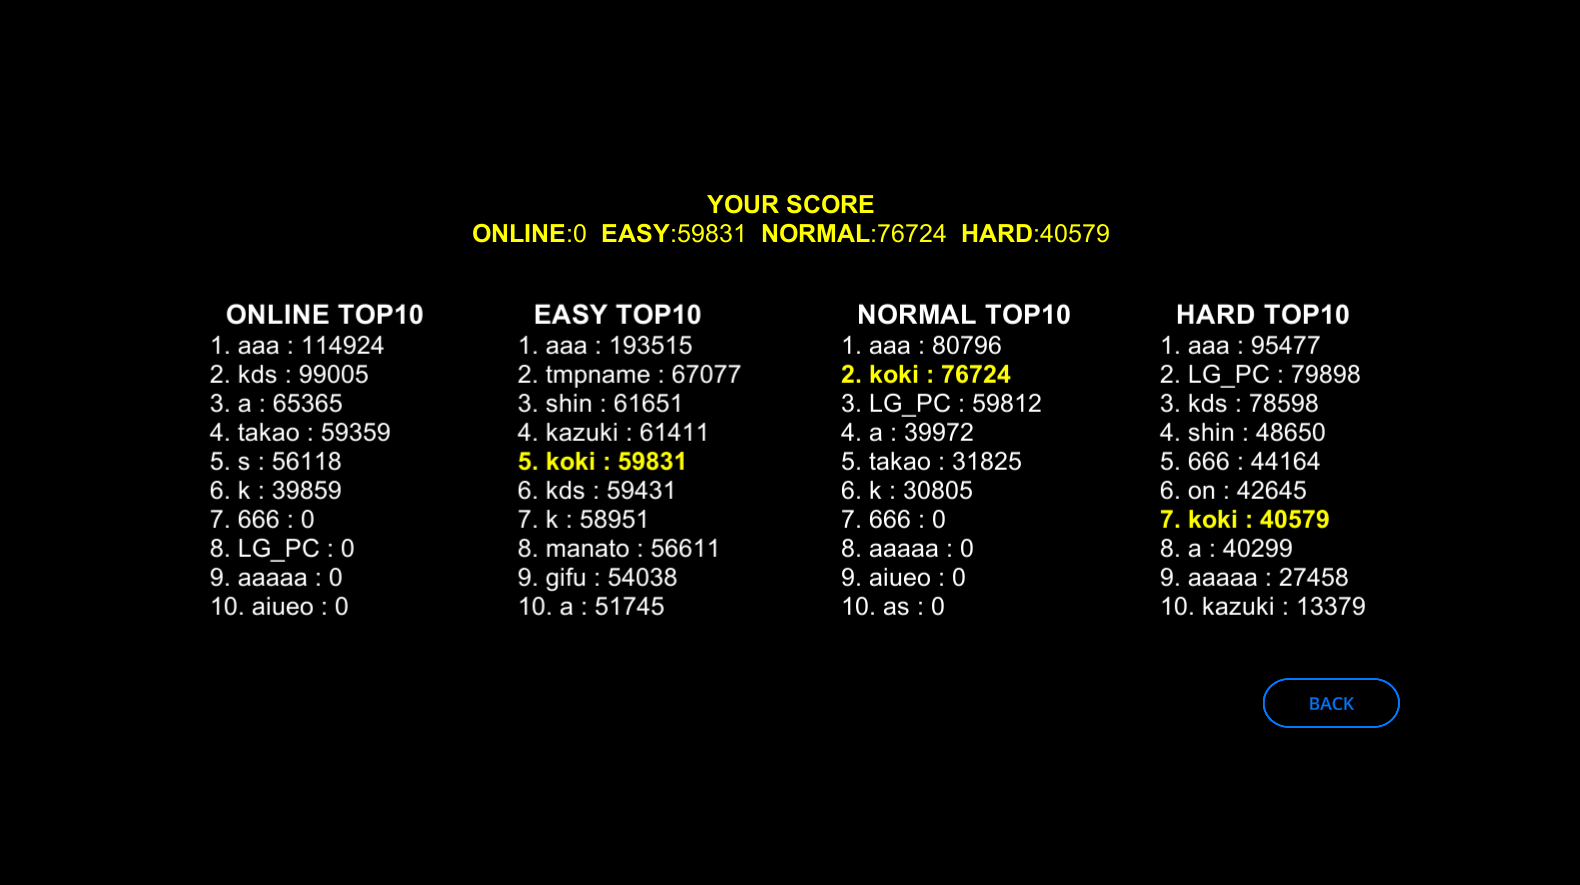 YOUR SCORE
ONLINE:0 EASY:59831 NORMAL:76724 HARD:40579
ONLINE TOP10
1. aaa : 114924
2. kds : 99005
3. a : 65365
4. takao : 59359
5. s : 56118
6. k : 39859
7. 666 : 0
8. LG_PC : 0
9. aaaaa : 0
10. aiueo : 0
EASY TOP10
1. aaa : 193515
2. tmpname : 67077
3. shin : 61651
4. kazuki : 61411
5. koki : 59831
6. kds : 59431
7. k : 58951
8. manato : 56611
9. gifu : 54038
10. a : 51745
NORMAL TOP10
1. aaa : 80796
2. koki : 76724
3. LG_PC : 59812
4. a : 39972
5. takao : 31825
6. k : 30805
7. 666 : 0
8. aaaaa : 0
9. aiueo : 0
10. as : 0
HARD TOP10
1. aaa : 95477
2. LG_PC : 79898
3. kds : 78598
4. shin : 48650
5. 666 : 44164
6. on : 42645
7. koki : 40579
8. a : 40299
9. aaaaa : 27458
10. kazuki : 13379
BACK